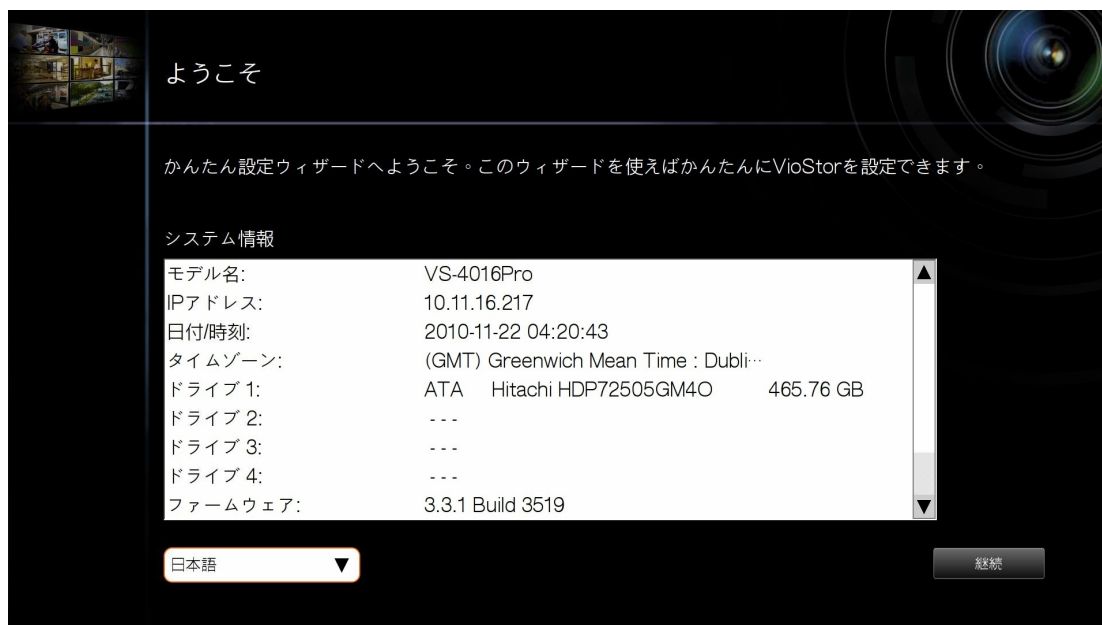 ようこそ
かんたん設定ウィザードへようこそ。このウィザードを使えばかんたんにVioStorを設定できます。
システム情報
モデル名: VS-4016Pro
IPアドレス: 10.11.16.217
日付/時刻: 2010-11-22 04:20:43
タイムゾーン: (GMT) Greenwich Mean Time : Dubli…
ドライブ 1: ATA Hitachi HDP72505GM4O 465.76 GB
ドライブ 2: ---
ドライブ 3: ---
ドライブ 4: ---
ファームウェア: 3.3.1 Build 3519
日本語 ▼
継続